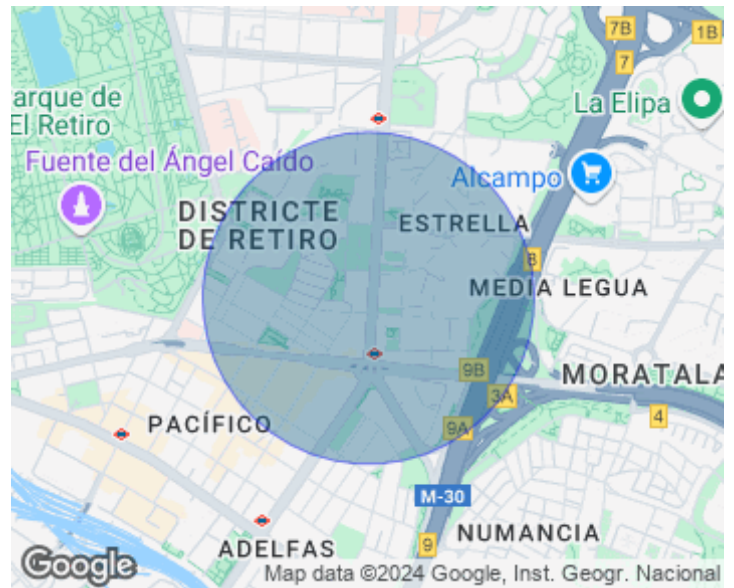 7B
1B
7
arque de
El Retiro
La Elipa
Fuente del Ángel Caído
Alcampo
DISTRICTE
DE RETIRO
ESTRELLA
8
MEDIA LEGUA
9B
MORATALA
3A
4
PACÍFICO
9A
M-30
NUMANCIA
9
ADELFAS
Google
Map data ©2024 Google, Inst. Geogr. Nacional